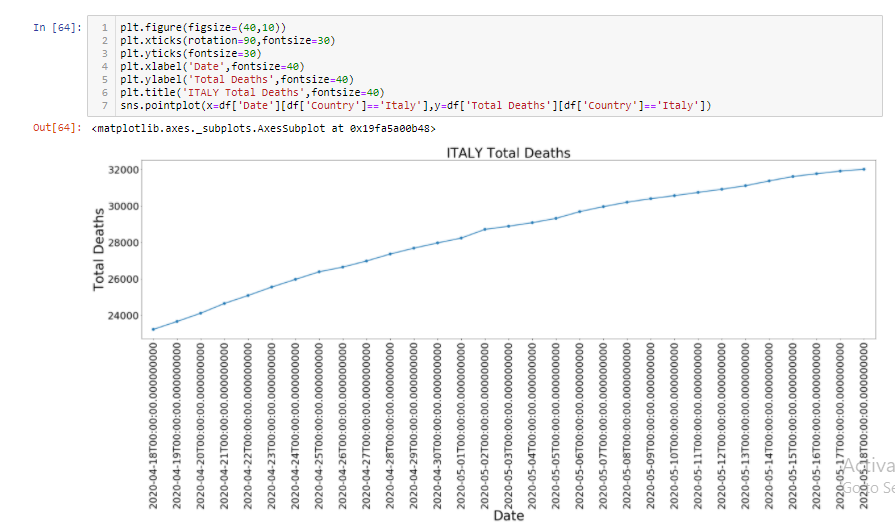 In [64]:
1 plt.figure(figsize=(40,10))
2 plt.xticks(rotation=90,fontsize=30)
3 plt.yticks(fontsize=30)
4 plt.xlabel('Date',fontsize=40)
5 plt.ylabel('Total Deaths',fontsize=40)
6 plt.title('ITALY Total Deaths',fontsize=40)
7 sns.pointplot(x=df['Date'][df['Country']=='Italy'],y=df['Total Deaths'][df['Country']=='Italy'])
Out[64]: <matplotlib.axes._subplots.AxesSubplot at 0x19fa5a00b48>
ITALY Total Deaths
Total Deaths
32000
30000
28000
26000
24000
2020-04-18T00:00:00.000000000
2020-04-19T00:00:00.000000000
2020-04-20T00:00:00.000000000
2020-04-21T00:00:00.000000000
2020-04-22T00:00:00.000000000
2020-04-23T00:00:00.000000000
2020-04-24T00:00:00.000000000
2020-04-25T00:00:00.000000000
2020-04-26T00:00:00.000000000
2020-04-27T00:00:00.000000000
2020-04-28T00:00:00.000000000
2020-04-29T00:00:00.000000000
2020-04-30T00:00:00.000000000
2020-05-01T00:00:00.000000000
2020-05-02T00:00:00.000000000
2020-05-03T00:00:00.000000000
2020-05-04T00:00:00.000000000
2020-05-05T00:00:00.000000000
2020-05-06T00:00:00.000000000
2020-05-07T00:00:00.000000000
2020-05-08T00:00:00.000000000
2020-05-09T00:00:00.000000000
2020-05-10T00:00:00.000000000
2020-05-11T00:00:00.000000000
2020-05-12T00:00:00.000000000
2020-05-13T00:00:00.000000000
2020-05-14T00:00:00.000000000
2020-05-15T00:00:00.000000000
2020-05-16T00:00:00.000000000
2020-05-17T00:00:00.000000000
2020-05-18T00:00:00.000000000
Date
Activa
Go to Se